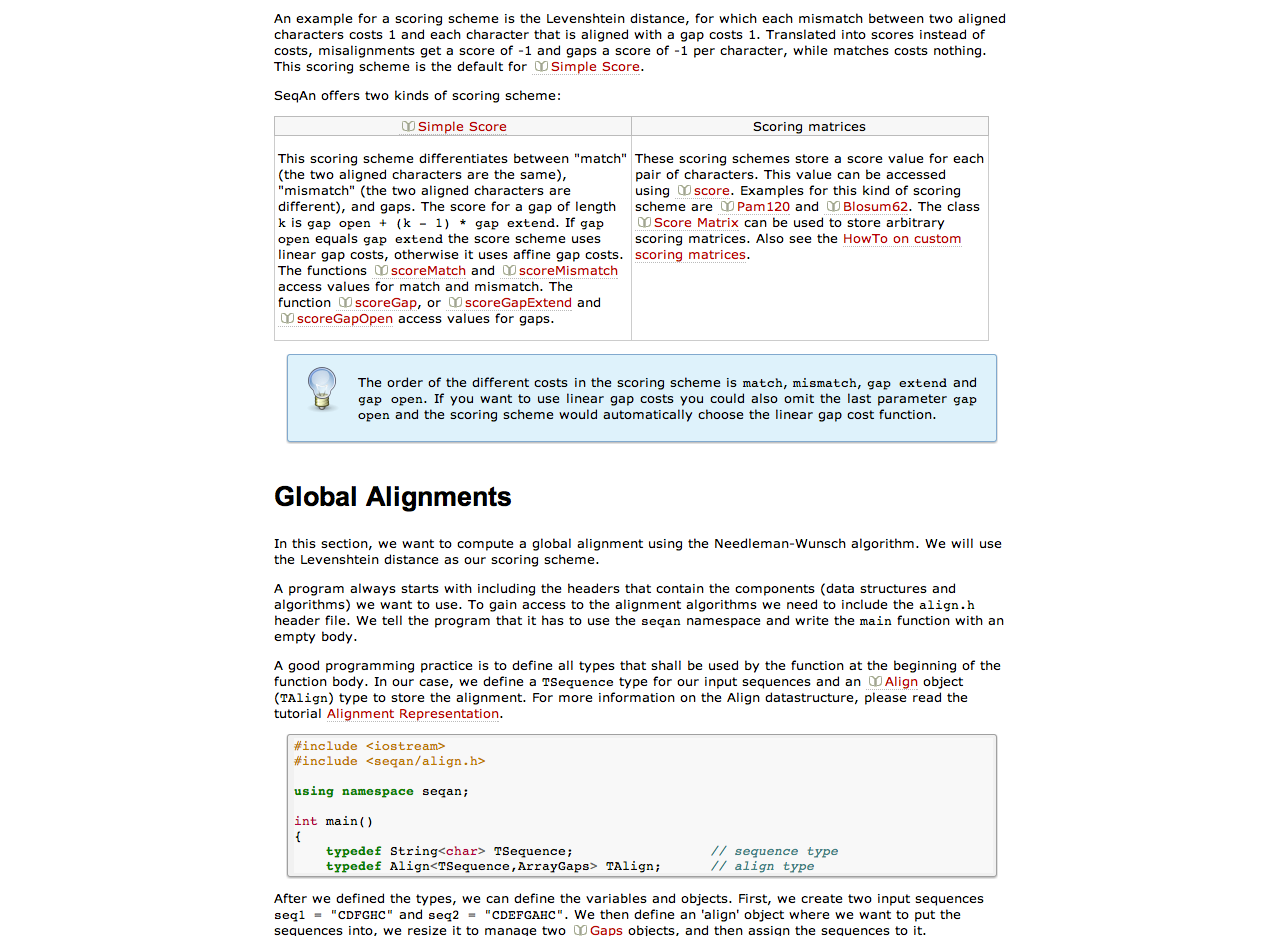 An example for a scoring scheme is the Levenshtein distance, for which each mismatch between two aligned
characters costs 1 and each character that is aligned with a gap costs 1. Translated into scores instead of
costs, misalignments get a score of -1 and gaps a score of -1 per character, while matches costs nothing.
This scoring scheme is the default for Simple Score.
SeqAn offers two kinds of scoring scheme:
Simple Score
This scoring scheme differentiates between "match"
(the two aligned characters are the same),
"mismatch" (the two aligned characters are
different), and gaps. The score for a gap of length
k is gap open + (k - 1) * gap extend. If gap
open equals gap extend the score scheme uses
linear gap costs, otherwise it uses affine gap costs.
The functions scoreMatch and scoreMismatch
access values for match and mismatch. The
function scoreGap, or scoreGapExtend and
scoreGapOpen access values for gaps.
Scoring matrices
These scoring schemes store a score value for each
pair of characters. This value can be accessed
using score. Examples for this kind of scoring
scheme are Pam120 and Blosum62. The class
Score Matrix can be used to store arbitrary
scoring matrices. Also see the HowTo on custom
scoring matrices.
The order of the different costs in the scoring scheme is match, mismatch, gap extend and
gap open. If you want to use linear gap costs you could also omit the last parameter gap
open and the scoring scheme would automatically choose the linear gap cost function.
Global Alignments
In this section, we want to compute a global alignment using the Needleman-Wunsch algorithm. We will use
the Levenshtein distance as our scoring scheme.
A program always starts with including the headers that contain the components (data structures and
algorithms) we want to use. To gain access to the alignment algorithms we need to include the align.h
header file. We tell the program that it has to use the seqan namespace and write the main function with an
empty body.
A good programming practice is to define all types that shall be used by the function at the beginning of the
function body. In our case, we define a TSequence type for our input sequences and an Align object
(TAlign) type to store the alignment. For more information on the Align datastructure, please read the
tutorial Alignment Representation.
#include <iostream>
#include <seqan/align.h>
using namespace seqan;
int main()
{
typedef String<char> TSequence; // sequence type
typedef Align<TSequence,ArrayGaps> TAlign; // align type
After we defined the types, we can define the variables and objects. First, we create two input sequences
seq1 = "CDFGHC" and seq2 = "CDEFGAHC". We then define an 'align' object where we want to put the
sequences into, we resize it to manage two Gaps objects, and then assign the sequences to it.